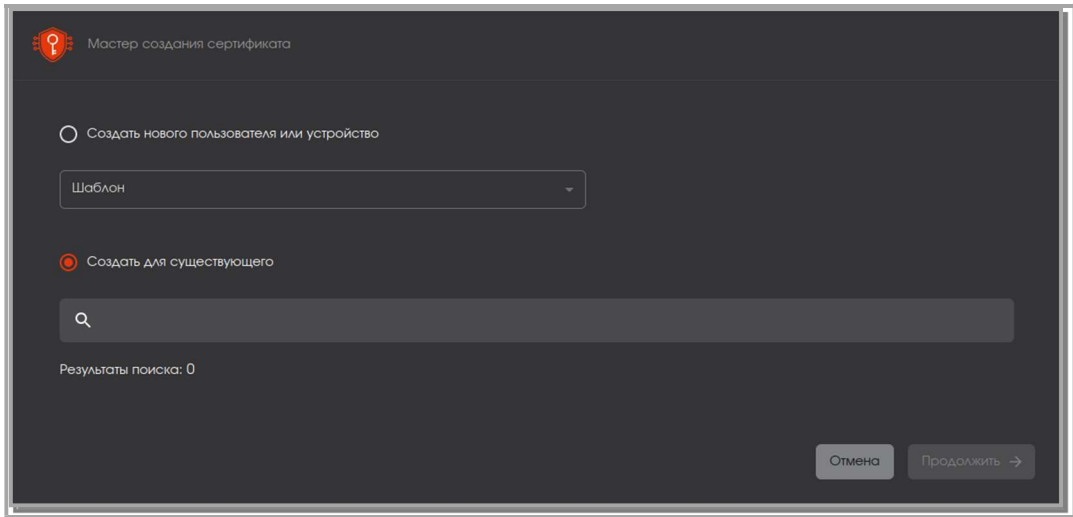 Мастер создания сертификата
Создать нового пользователя или устройство
Шаблон
Создать для существующего
Результаты поиска: 0
Отмена
Продолжить →